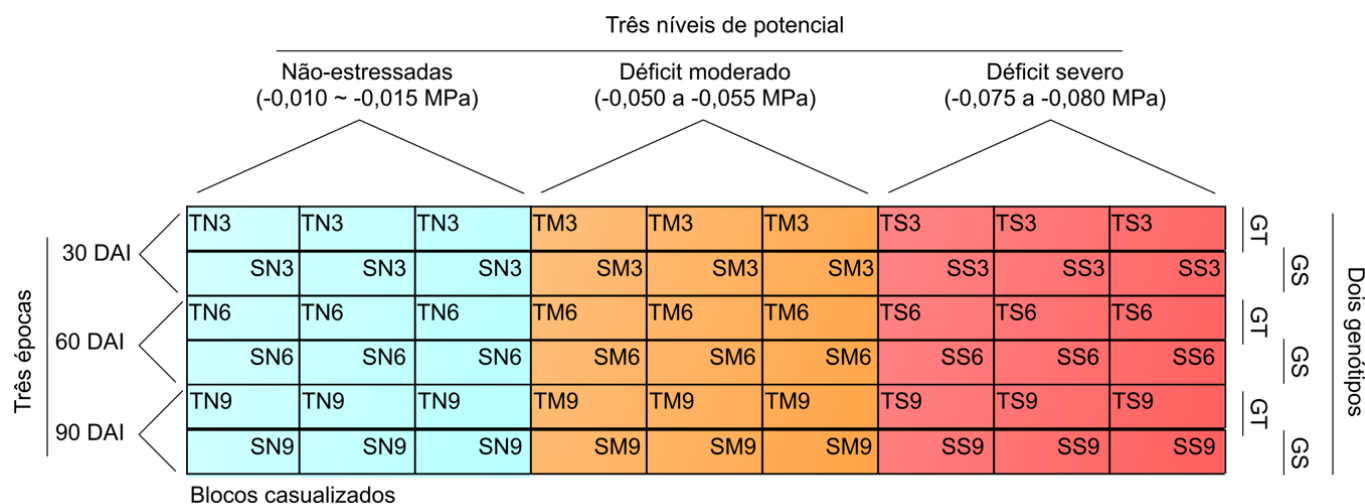 Três níveis de potencial
Não-estressadas
(-0,010 ~ -0,015 MPa)
Déficit moderado
(-0,050 a -0,055 MPa)
Déficit severo
(-0,075 a -0,080 MPa)
Três épocas
30 DAI
60 DAI
90 DAI
TN3 TN3 TN3 TM3 TM3 TM3 TS3 TS3 TS3 GT
SN3 SN3 SN3 SM3 SM3 SM3 SS3 SS3 SS3 GS
TN6 TN6 TN6 TM6 TM6 TM6 TS6 TS6 TS6 GT
SN6 SN6 SN6 SM6 SM6 SM6 SS6 SS6 SS6 GS
TN9 TN9 TN9 TM9 TM9 TM9 TS9 TS9 TS9 GT
SN9 SN9 SN9 SM9 SM9 SM9 SS9 SS9 SS9 GS
Dois genótipos
Blocos casualizados